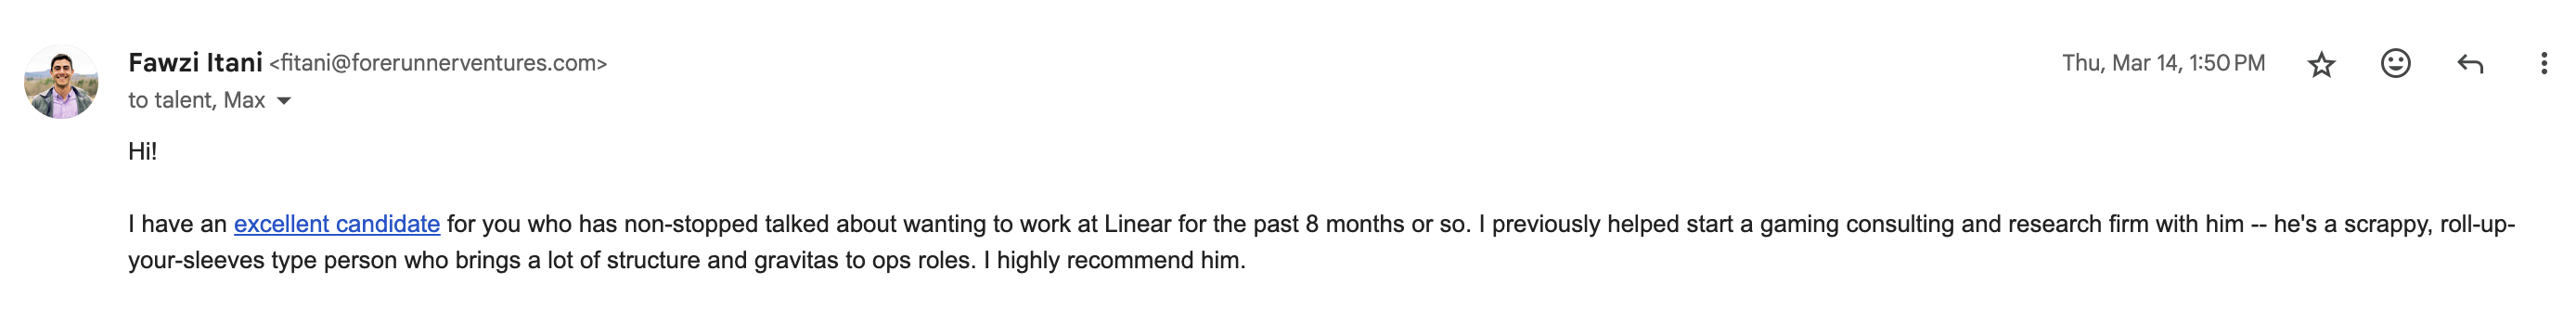 Fawzi Itani <fitani@forerunnerventures.com>
Thu, Mar 14, 1:50 PM
to talent, Max
Hi!
I have an excellent candidate for you who has non-stopped talked about wanting to work at Linear for the past 8 months or so. I previously helped start a gaming consulting and research firm with him -- he's a scrappy, roll-up-
your-sleeves type person who brings a lot of structure and gravitas to ops roles. I highly recommend him.